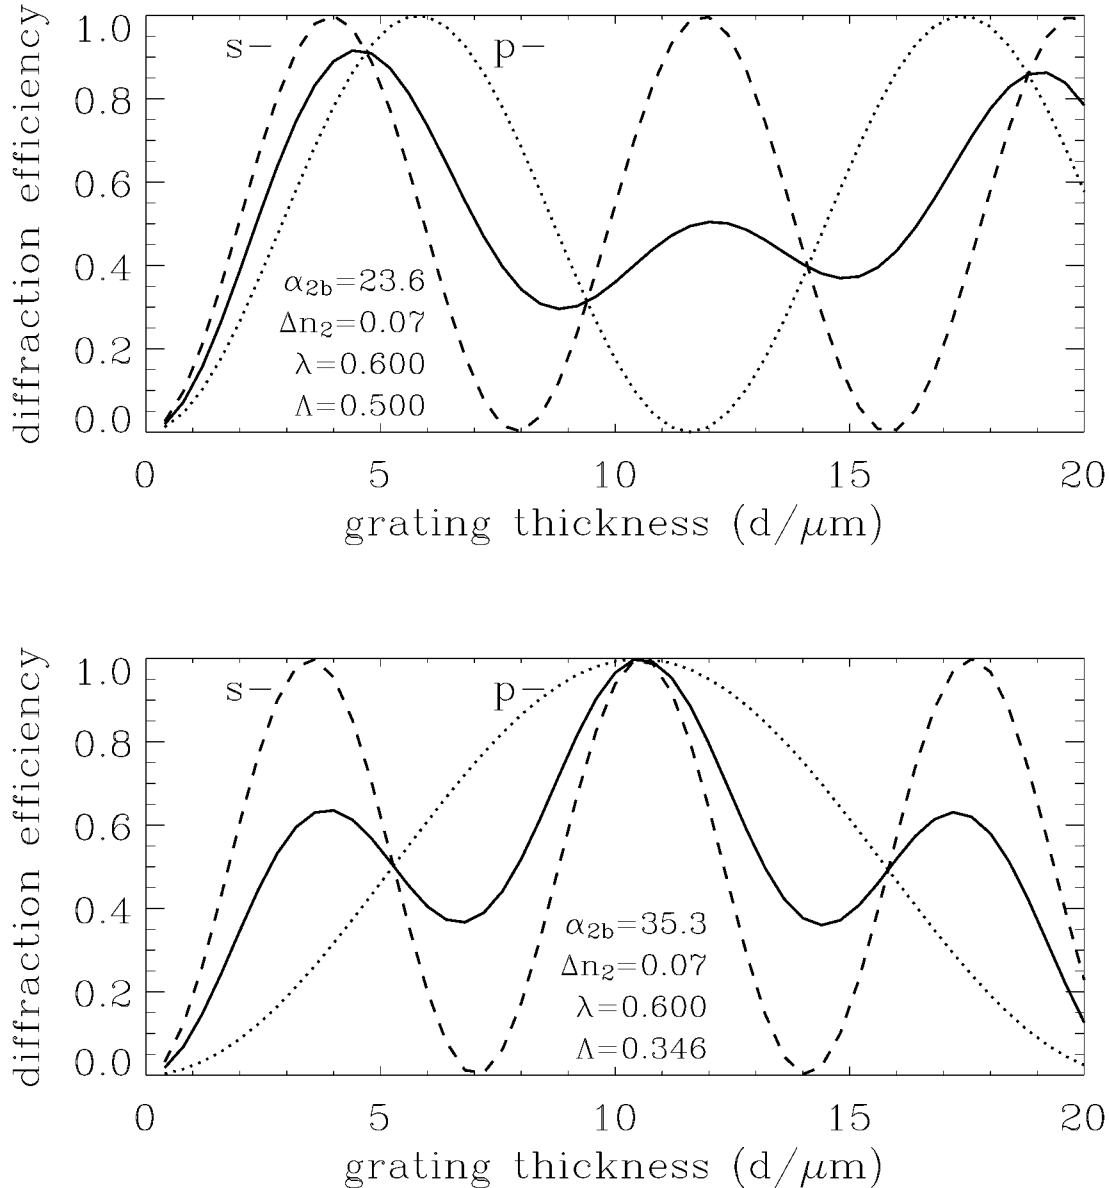 diffraction efficiency
1.0
0.8
0.6
0.4
0.2
0.0
s– p–
α2b=23.6
Δn2=0.07
λ=0.600
Λ=0.500
0 5 10 15 20
grating thickness (d/μm)
diffraction efficiency
1.0
0.8
0.6
0.4
0.2
0.0
s– p–
α2b=35.3
Δn2=0.07
λ=0.600
Λ=0.346
0 5 10 15 20
grating thickness (d/μm)